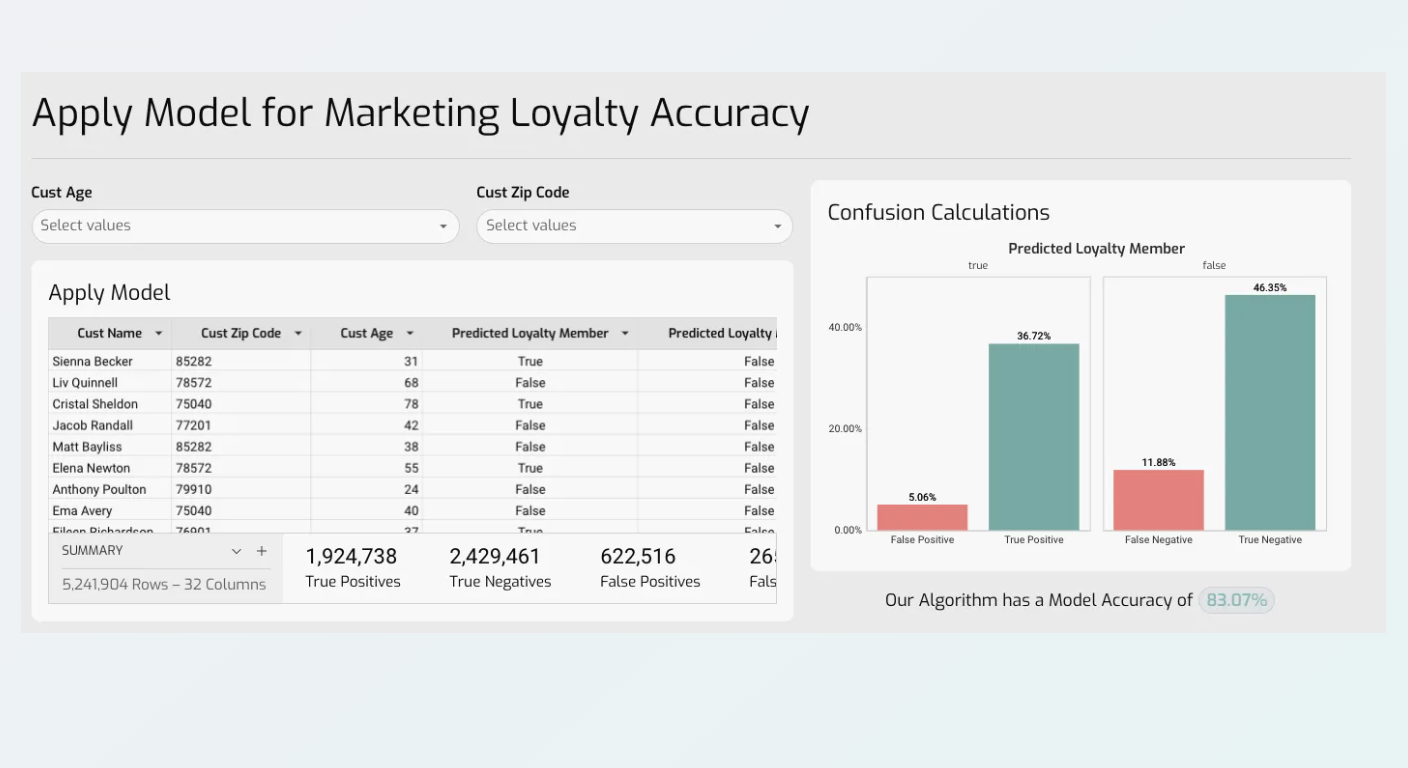 Apply Model for Marketing Loyalty Accuracy
Cust Age
Select values
Cust Zip Code
Select values
Apply Model
Cust Name Cust Zip Code Cust Age Predicted Loyalty Member Predicted Loyalty
Sienna Becker 85282 31 True False
Liv Quinnell 78572 68 False False
Cristal Sheldon 75040 78 True False
Jacob Randall 77201 42 False False
Matt Bayliss 85282 38 False False
Elena Newton 78572 55 True False
Anthony Poulton 79910 24 False False
Ema Avery 75040 40 False False
Eileen Richardson 76901 37 True False
SUMMARY
5,241,904 Rows – 32 Columns
1,924,738 2,429,461 622,516 26
True Positives True Negatives False Positives Fals
Confusion Calculations
Predicted Loyalty Member
true false
40.00%
20.00%
0.00%
5.06% 36.72% 11.88% 46.35%
False Positive True Positive False Negative True Negative
Our Algorithm has a Model Accuracy of 83.07%